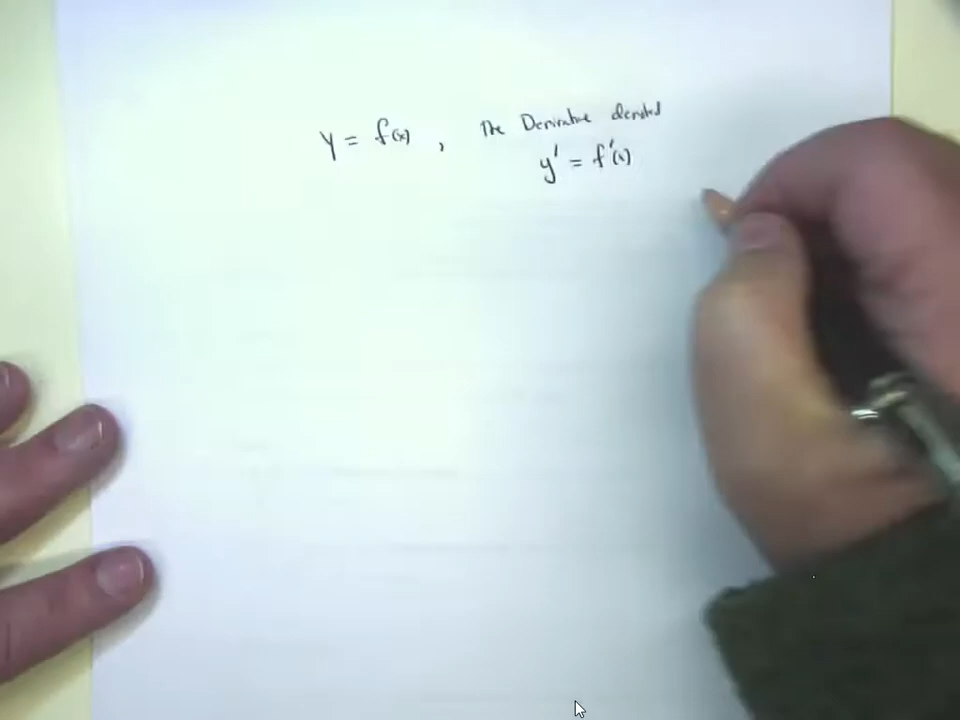 y = f(x) , The Derivative denoted
y' = f'(x)